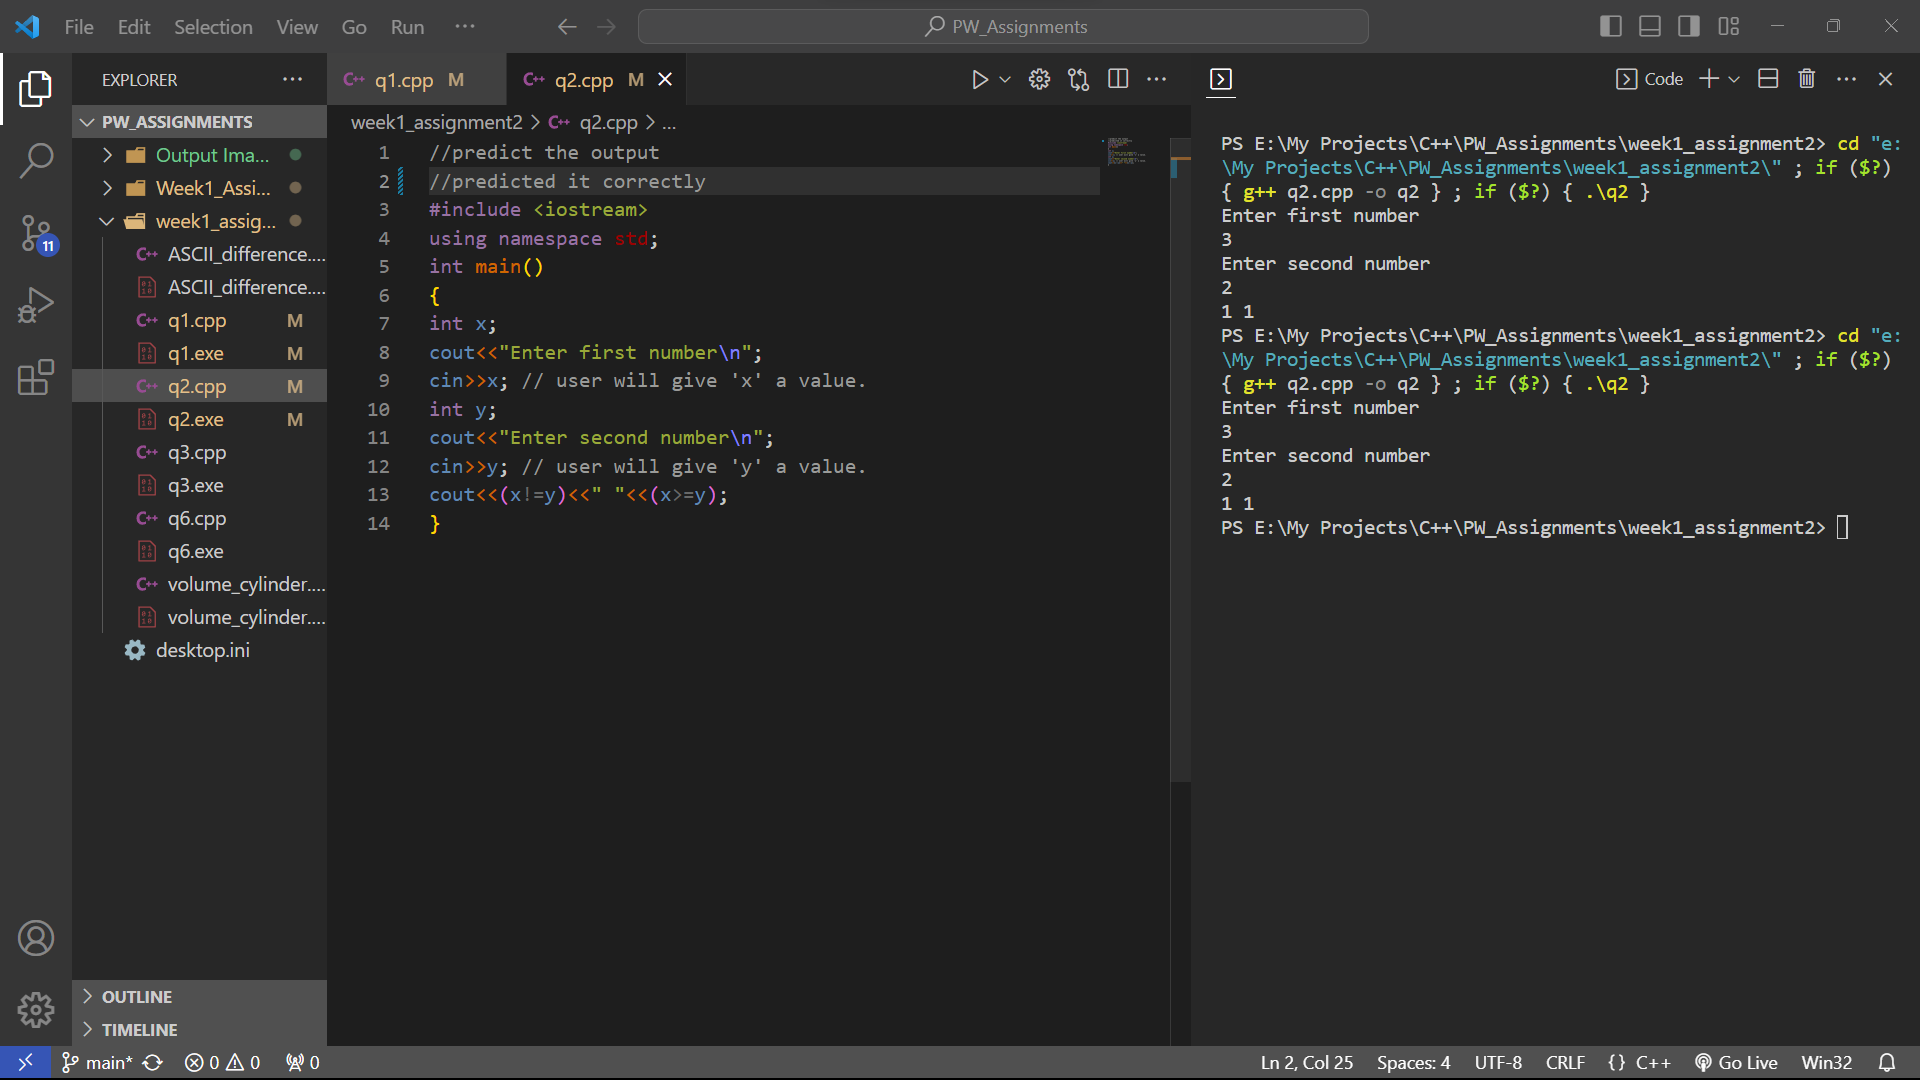 File Edit Selection View Go Run ···
PW_Assignments
EXPLORER
PW_ASSIGNMENTS
Output Ima...
Week1_Assi...
week1_assig...
ASCII_difference....
ASCII_difference....
q1.cpp M
q1.exe M
q2.cpp M
q2.exe M
q3.cpp
q3.exe
q6.cpp
q6.exe
volume_cylinder....
volume_cylinder....
desktop.ini
OUTLINE
TIMELINE
11
q1.cpp M
q2.cpp M
week1_assignment2 > q2.cpp > ...
1 //predict the output
2 //predicted it correctly
3 #include <iostream>
4 using namespace std;
5 int main()
6 {
7 int x;
8 cout<<"Enter first number\n";
9 cin>>x; // user will give 'x' a value.
10 int y;
11 cout<<"Enter second number\n";
12 cin>>y; // user will give 'y' a value.
13 cout<<(x!=y)<<" "<<(x>=y);
14 }
Code
PS E:\My Projects\C++\PW_Assignments\week1_assignment2> cd "e:
\My Projects\C++\PW_Assignments\week1_assignment2\" ; if ($?)
{ g++ q2.cpp -o q2 } ; if ($?) { .\q2 }
Enter first number
3
Enter second number
2
1 1
PS E:\My Projects\C++\PW_Assignments\week1_assignment2> cd "e:
\My Projects\C++\PW_Assignments\week1_assignment2\" ; if ($?)
{ g++ q2.cpp -o q2 } ; if ($?) { .\q2 }
Enter first number
3
Enter second number
2
1 1
PS E:\My Projects\C++\PW_Assignments\week1_assignment2>
main* 0 0 0
Ln 2, Col 25 Spaces: 4 UTF-8 CRLF {} C++ Go Live Win32